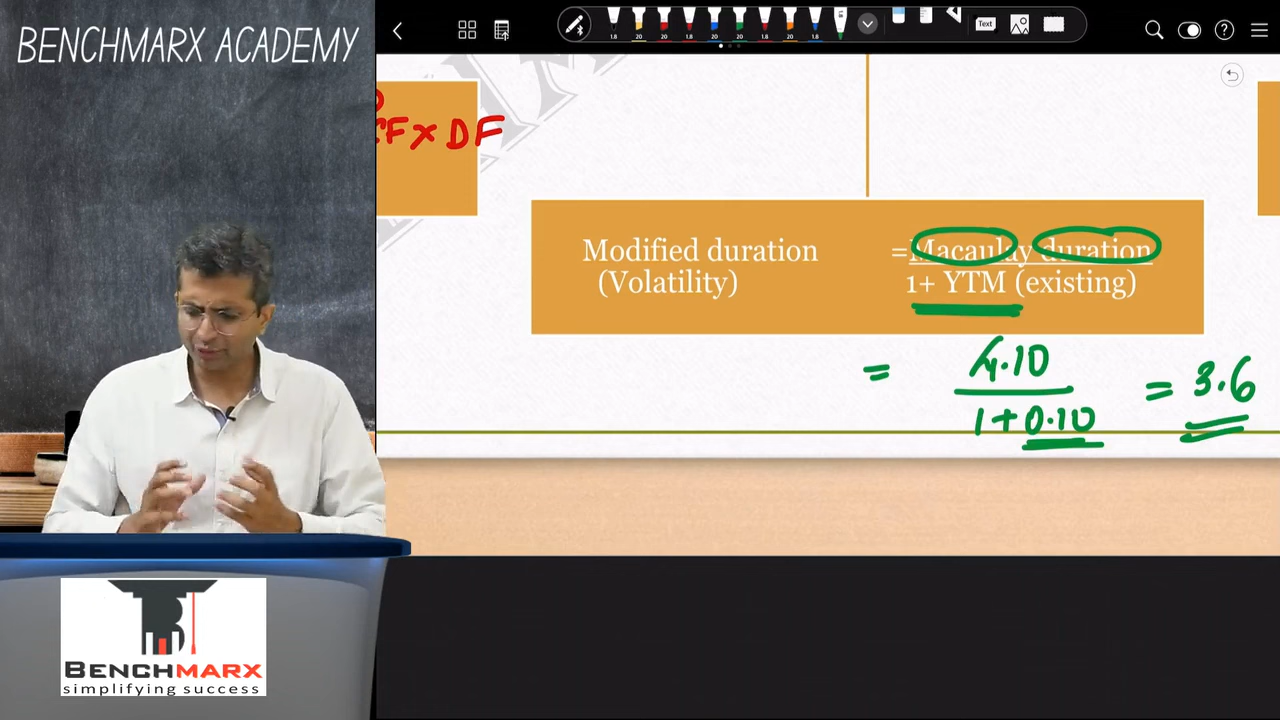 BENCHMARX ACADEMY
Text
CF x DF
Modified duration
(Volatility)
=Macaulay duration
1+ YTM (existing)
= 4.10
1+0.10
= 3.6
BENCHMARX
simplifying success